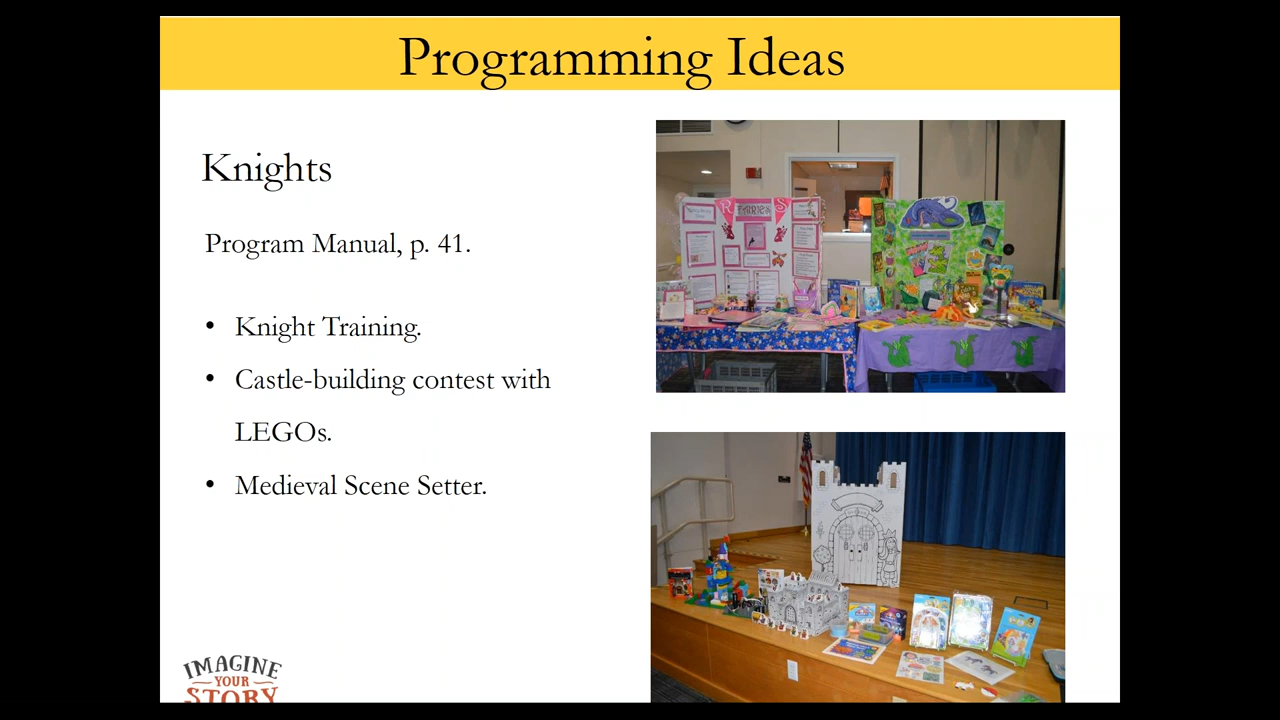 Programming Ideas
Knights
Program Manual, p. 41.
• Knight Training.
• Castle-building contest with
LEGOs.
• Medieval Scene Setter.
FAIRIES
IMAGINE
YOUR
STORY